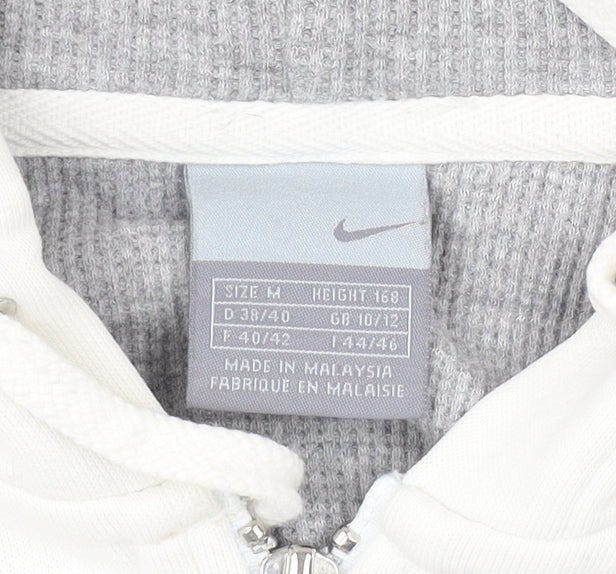 SIZE M HEIGHT 168
D 38/40 GB 10/12
F 40/42 I 44/46
MADE IN MALAYSIA
FABRIQUE EN MALAISIE